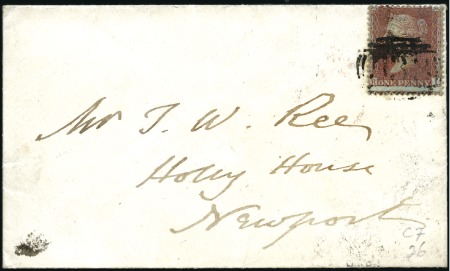 ONE PENNY
Mr T. W. Rees
Holly House
Newport
C7
26